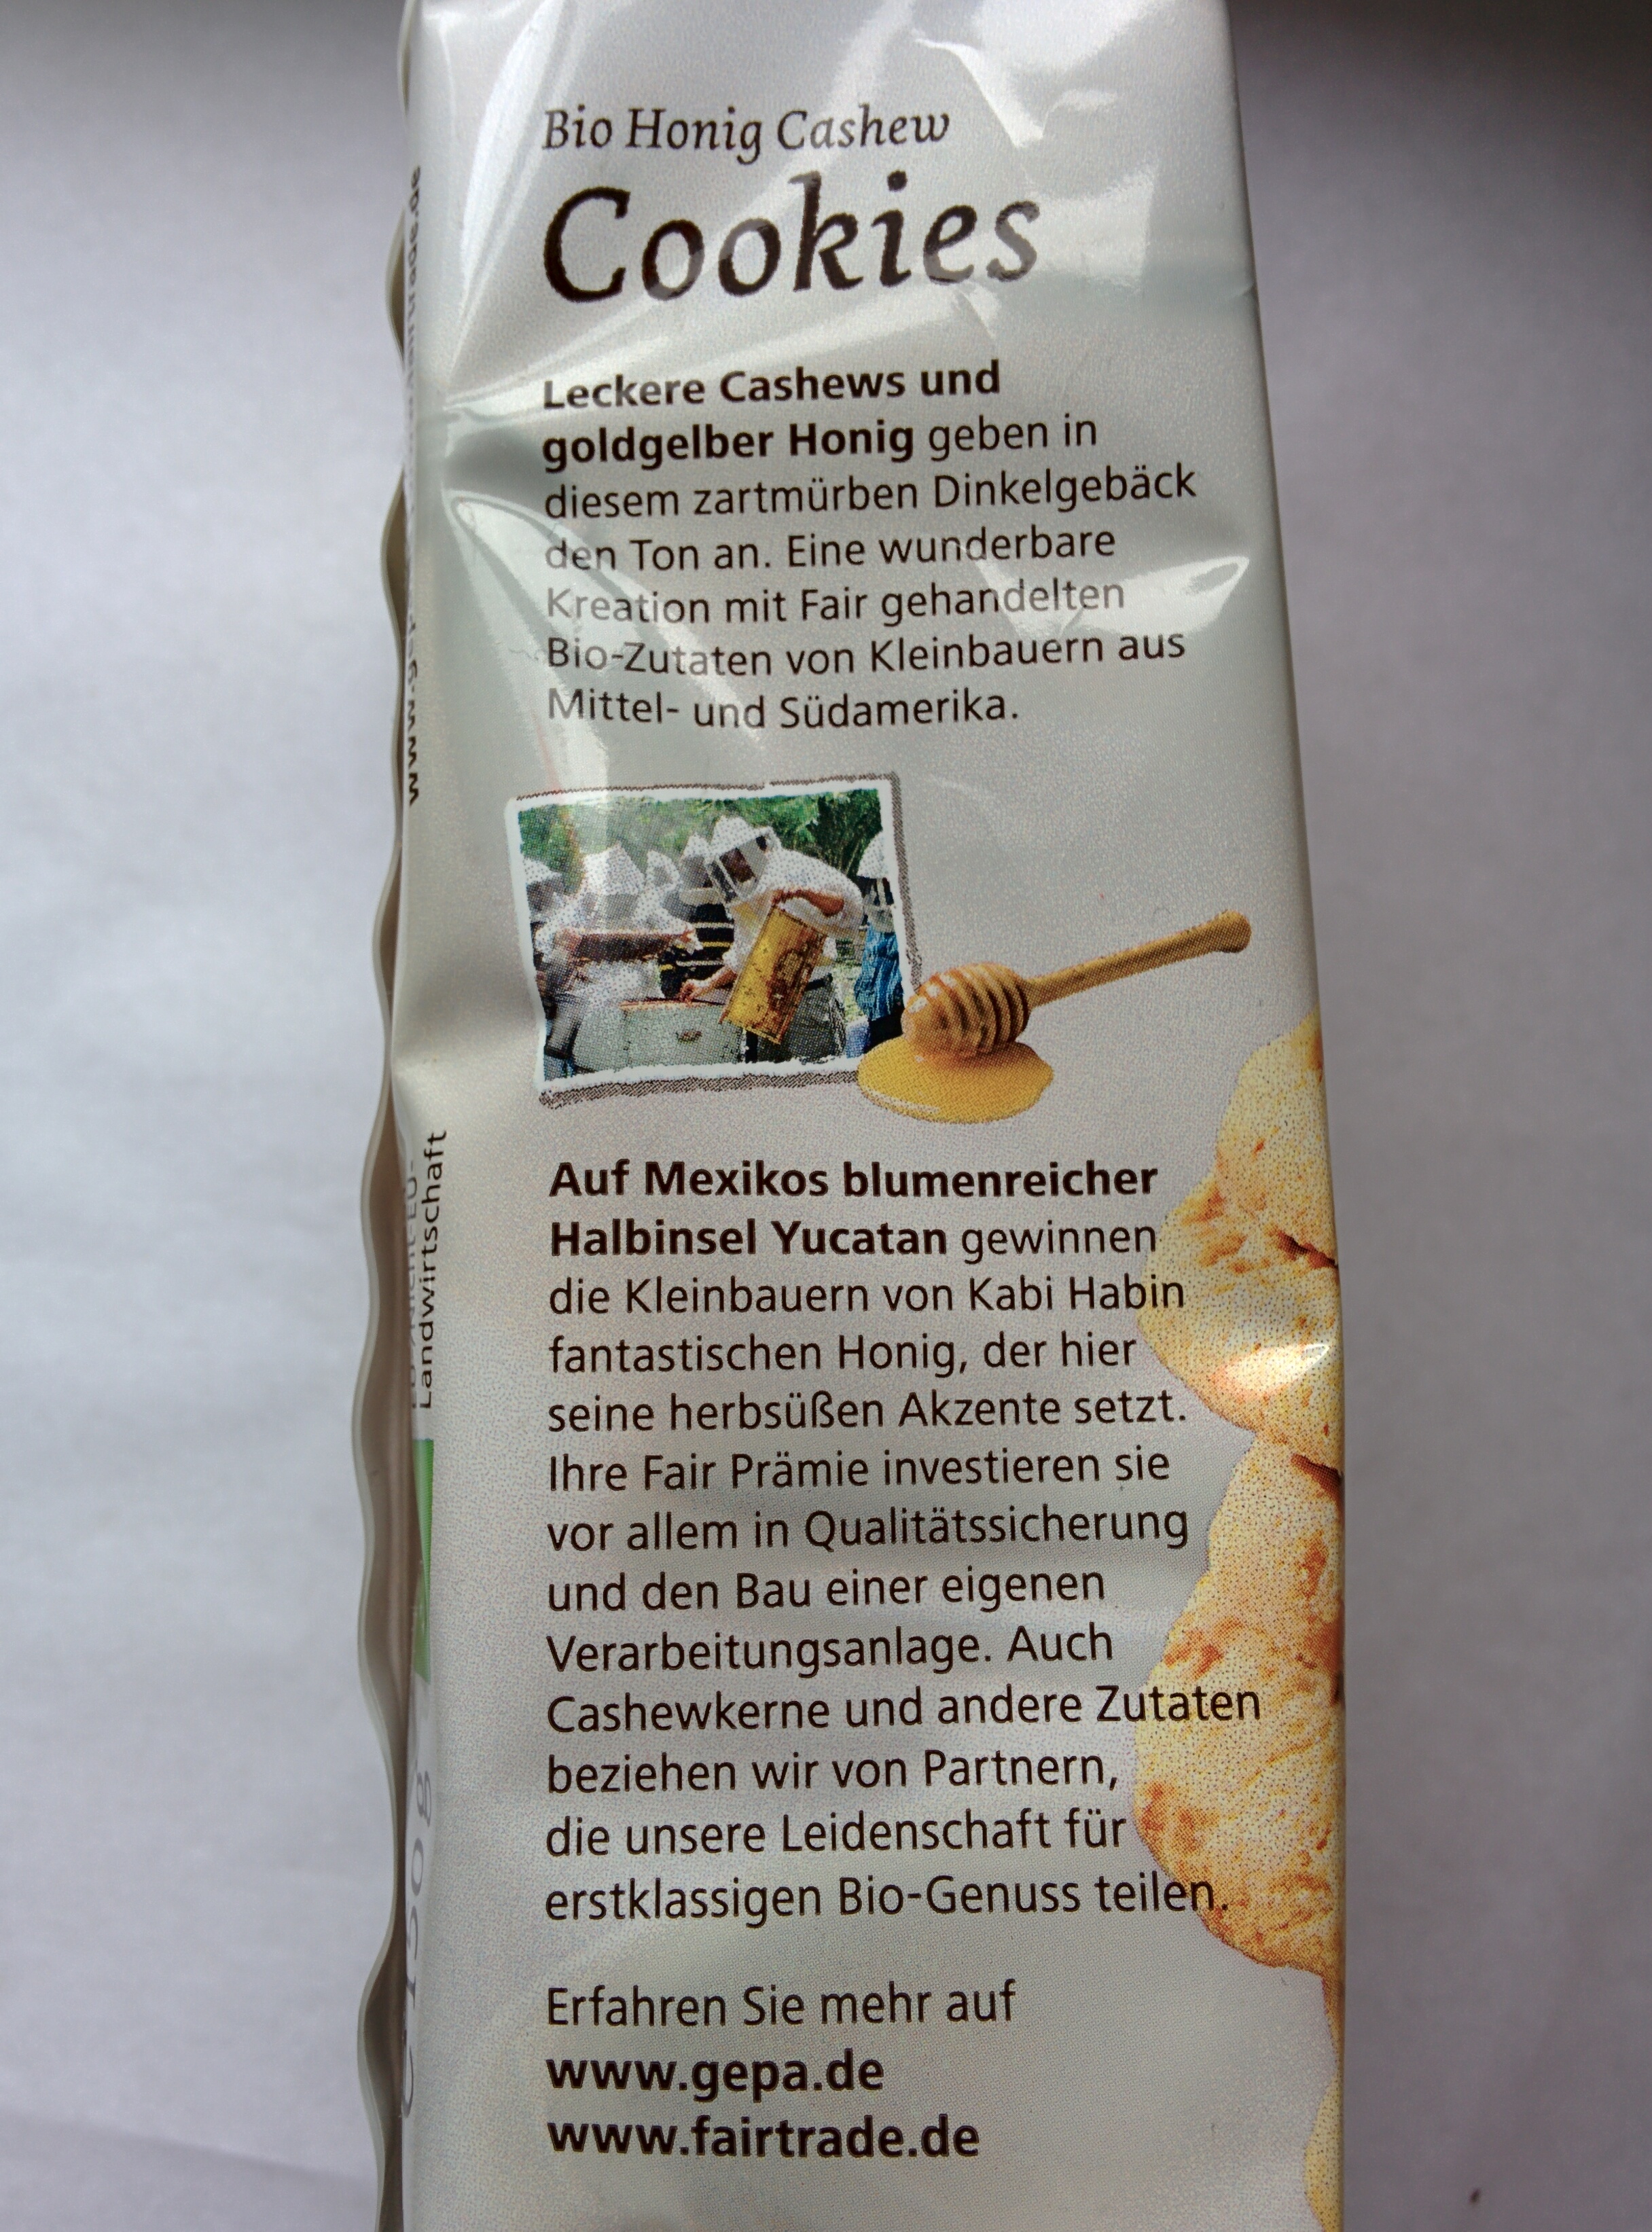 Bio Honig Cashew
Cookies
Leckere Cashews und
goldgelber Honig geben in
diesem zartmürben Dinkelgebäck
den Ton an. Eine wunderbare
Kreation mit Fair gehandelten
Bio-Zutaten von Kleinbauern aus
Mittel- und Südamerika.
Auf Mexikos blumenreicher
Halbinsel Yucatan gewinnen
die Kleinbauern von Kabi Habin
fantastischen Honig, der hier
seine herbsüßen Akzente setzt.
Ihre Fair Prämie investieren sie
vor allem in Qualitätssicherung
und den Bau einer eigenen
Verarbeitungsanlage. Auch
Cashewkerne und andere Zutaten
beziehen wir von Partnern,
die unsere Leidenschaft für
erstklassigen Bio-Genuss teilen.
Erfahren Sie mehr auf
www.gepa.de
www.fairtrade.de
Landwirtschaft